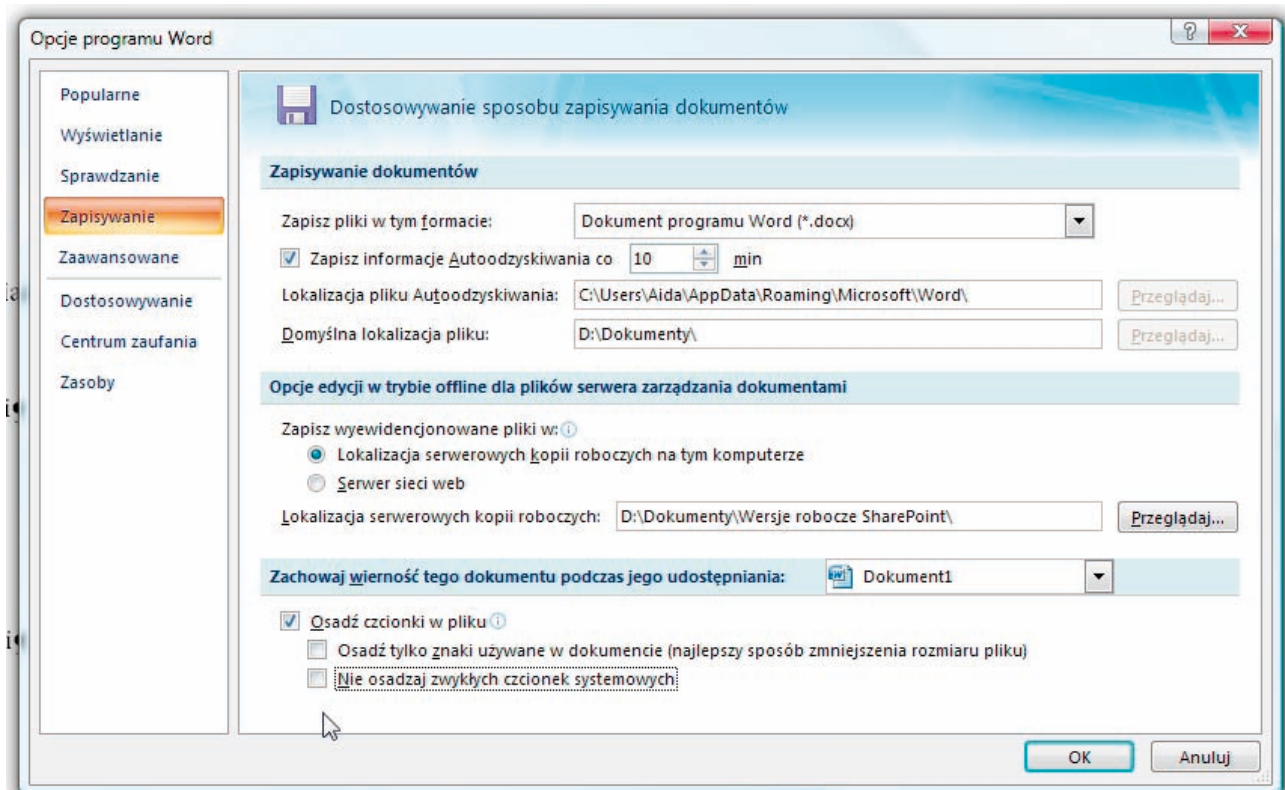 Opcje programu Word
Popularne
Wyświetlanie
Sprawdzanie
Zapisywanie
Zaawansowane
Dostosowywanie
Centrum zaufania
Zasoby
Dostosowywanie sposobu zapisywania dokumentów
Zapisywanie dokumentów
Zapisz pliki w tym formacie: Dokument programu Word (*.docx)
Zapisz informacje Autoodzyskiwania co 10 min
Lokalizacja pliku Autoodzyskiwania: C:\Users\Aida\AppData\Roaming\Microsoft\Word\ Przeglądaj...
Domyślna lokalizacja pliku: D:\Dokumenty\ Przeglądaj...
Opcje edycji w trybie offline dla plików serwera zarządzania dokumentami
Zapisz wyewidencjonowane pliki w:
Lokalizacja serwerowych kopii roboczych na tym komputerze
Serwer sieci web
Lokalizacja serwerowych kopii roboczych: D:\Dokumenty\Wersje robocze SharePoint\ Przeglądaj...
Zachowaj wierność tego dokumentu podczas jego udostępniania: Dokument1
Osadź czcionki w pliku
Osadź tylko znaki używane w dokumencie (najlepszy sposób zmniejszenia rozmiaru pliku)
Nie osadzaj zwykłych czcionek systemowych
OK Anuluj